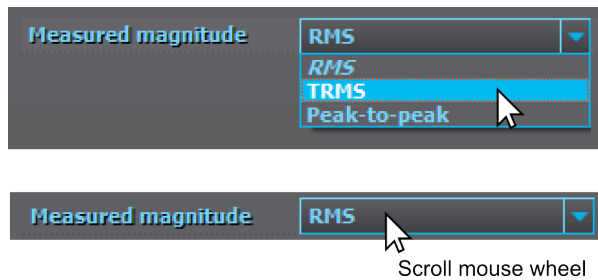 Measured magnitude RMS
RMS
TRMS
Peak-to-peak
Measured magnitude RMS
Scroll mouse wheel